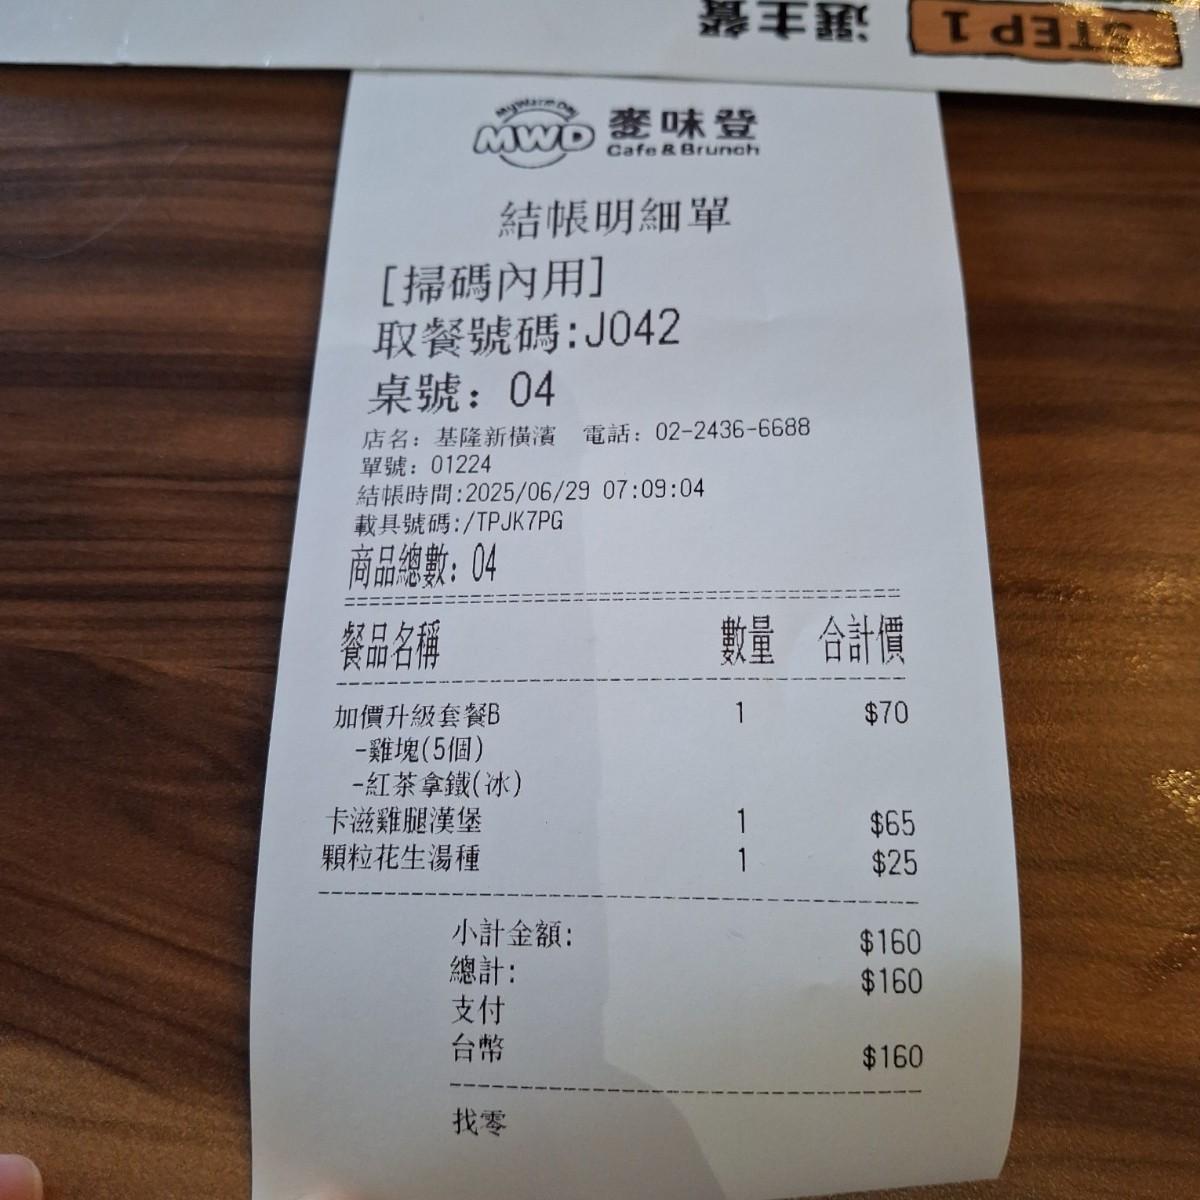 STEP 1
選主餐
My Warm Day
MWD 麥味登
Cafe & Brunch
結帳明細單
[掃碼內用]
取餐號碼:J042
桌號: 04
店名: 基隆新橫濱 電話: 02-2436-6688
單號: 01224
結帳時間:2025/06/29 07:09:04
載具號碼:/TPJK7PG
商品總數: 04
================================================
餐品名稱 數量 合計價
加價升級套餐B 1 $70
-雞塊(5個)
-紅茶拿鐵(冰)
卡滋雞腿漢堡 1 $65
顆粒花生湯種 1 $25
小計金額: $160
總計: $160
支付
台幣 $160
找零